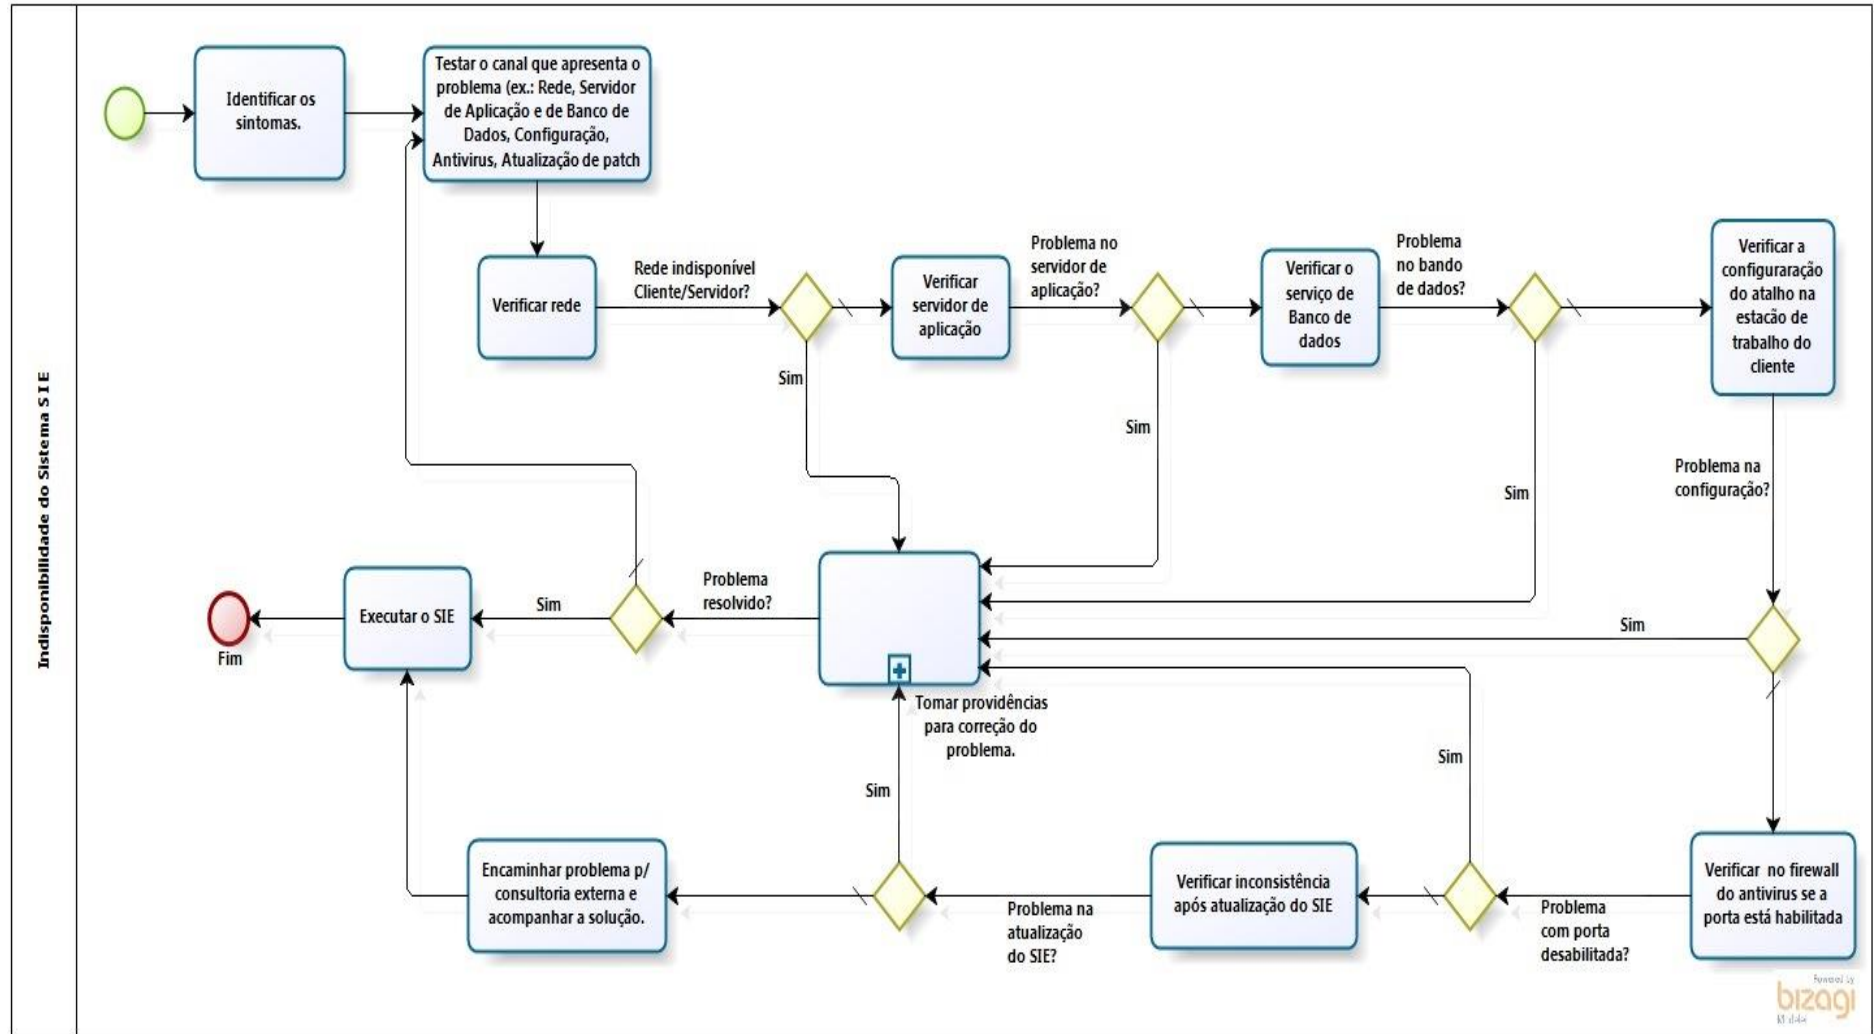 Indisponibilidade do Sistema S I E
Identificar os
sintomas.
Testar o canal que apresenta o
problema (ex.: Rede, Servidor
de Aplicação e de Banco de
Dados, Configuração,
Antivirus, Atualização de patch
Verificar rede
Rede indisponível
Cliente/Servidor?
Sim
Verificar
servidor de
aplicação
Problema no
servidor de
aplicação?
Sim
Verificar o
serviço de
Banco de
dados
Problema
no bando
de dados?
Sim
Verificar a
configuraração
do atalho na
estacão de
trabalho do
cliente
Problema na
configuração?
Sim
Verificar no firewall
do antivirus se a
porta está habilitada
Problema
com porta
desabilitada?
Sim
Verificar inconsistência
após atualização do SIE
Problema na
atualização
do SIE?
Sim
Encaminhar problema p/
consultoria externa e
acompanhar a solução.
Tomar providências
para correção do
problema.
Problema
resolvido?
Sim
Executar o SIE
Fim
Powered by
bizagi
Modeler